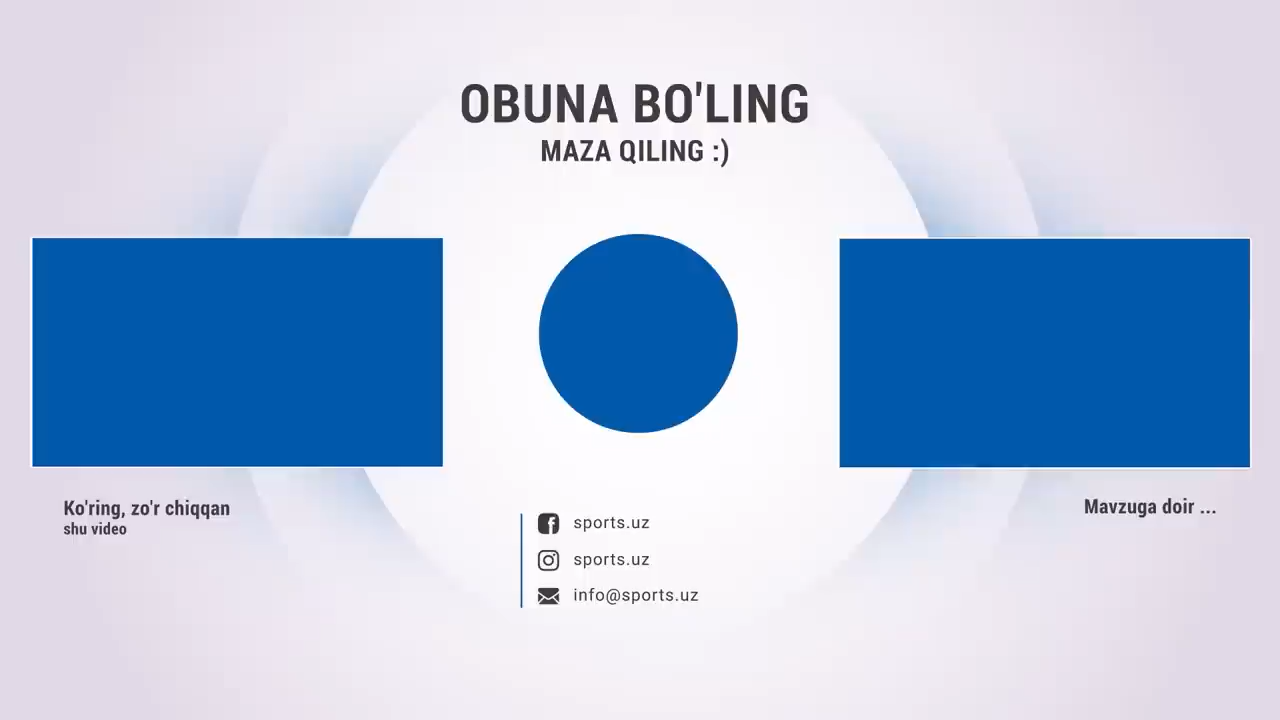 OBUNA BO'LING
MAZA QILING :)
Ko'ring, zo'r chiqqan
shu video
Mavzuga doir ...
sports.uz
sports.uz
info@sports.uz